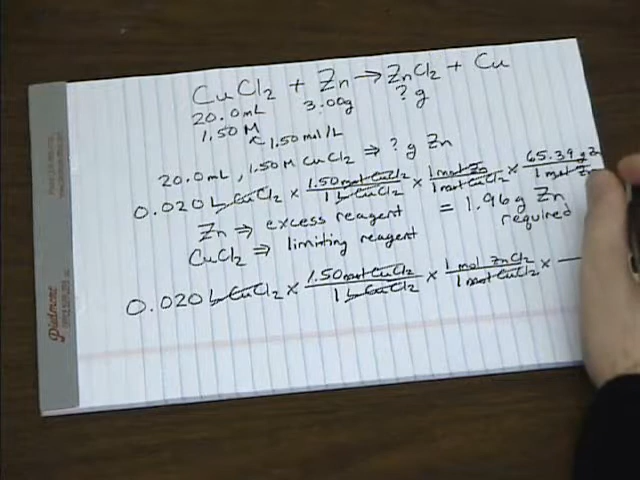 CuCl2 + Zn → ZnCl2 + Cu
20.0 mL 3.00g ? g
1.50 M
↖ 1.50 mol/L
20.0 mL, 1.50 M CuCl2 ⇒ ? g Zn
0.020 L CuCl2 × 1.50 mol CuCl2 / 1 L CuCl2 × 1 mol Zn / 1 mol CuCl2 × 65.39 g Zn / 1 mol Zn
= 1.96 g Zn
required
Zn ⇒ excess reagent
CuCl2 ⇒ limiting reagent
0.020 L CuCl2 × 1.50 mol CuCl2 / 1 L CuCl2 × 1 mol ZnCl2 / 1 mol CuCl2 ×
Piedmont